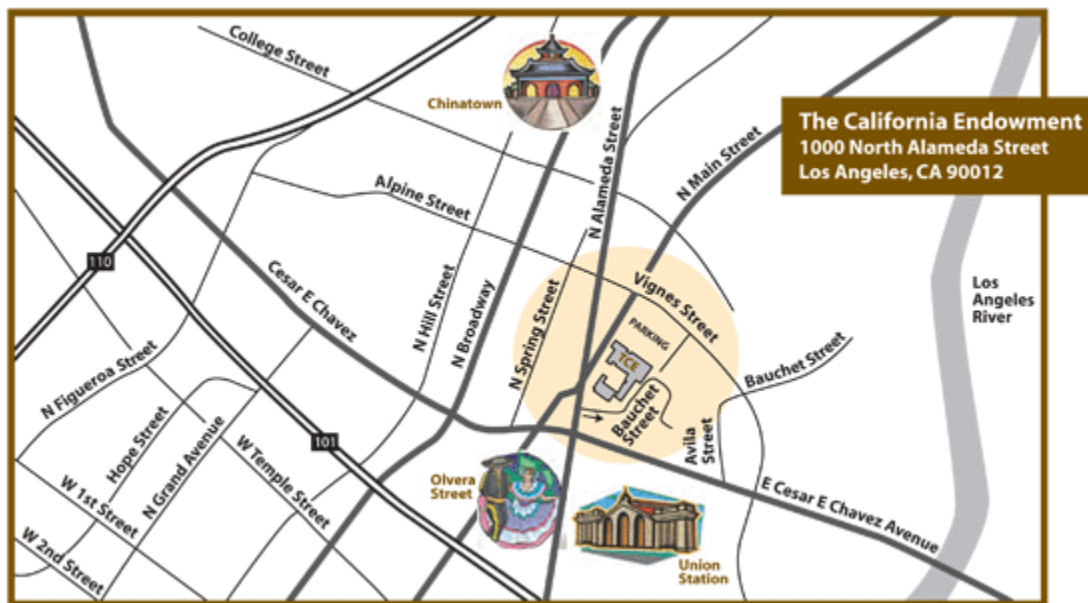 College
Street
Chinatown
The California Endowment
1000 North Alameda Street
Los Angeles, CA 90012
N Alameda Street
N Main Street
Alpine Street
110
Cesar E Chavez
N Hill Street
N Broadway
N Spring Street
Vignes Street
Los
Angeles
River
PARKING
TCE
N Figueroa Street
Bauchet Street
Bauchet
Street
Avila
Street
Hope Street
N Grand Avenue
101
W Temple Street
Olvera
Street
W 1st Street
E Cesar E Chavez Avenue
W 2nd Street
Union
Station